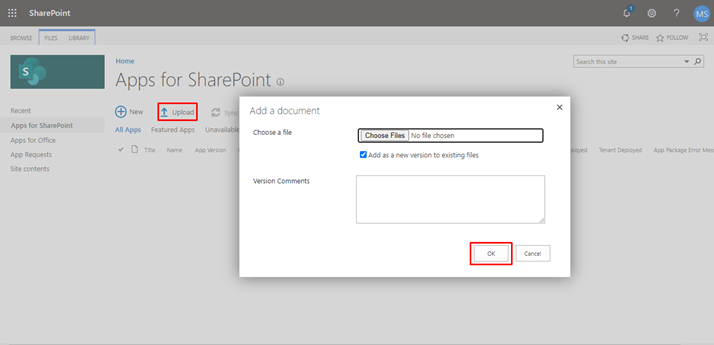 SharePoint
1
MS
BROWSE FILES LIBRARY
SHARE FOLLOW
S
Home
Search this site
Apps for SharePoint
Recent
Apps for SharePoint
Apps for Office
App Requests
Site contents
New Upload Sync
All Apps Featured Apps Unavailable
Title Name App Version
Tenant Deployed App Package Error Mess
Add a document
Choose a file
Choose Files No file chosen
Add as a new version to existing files
Version Comments
OK Cancel